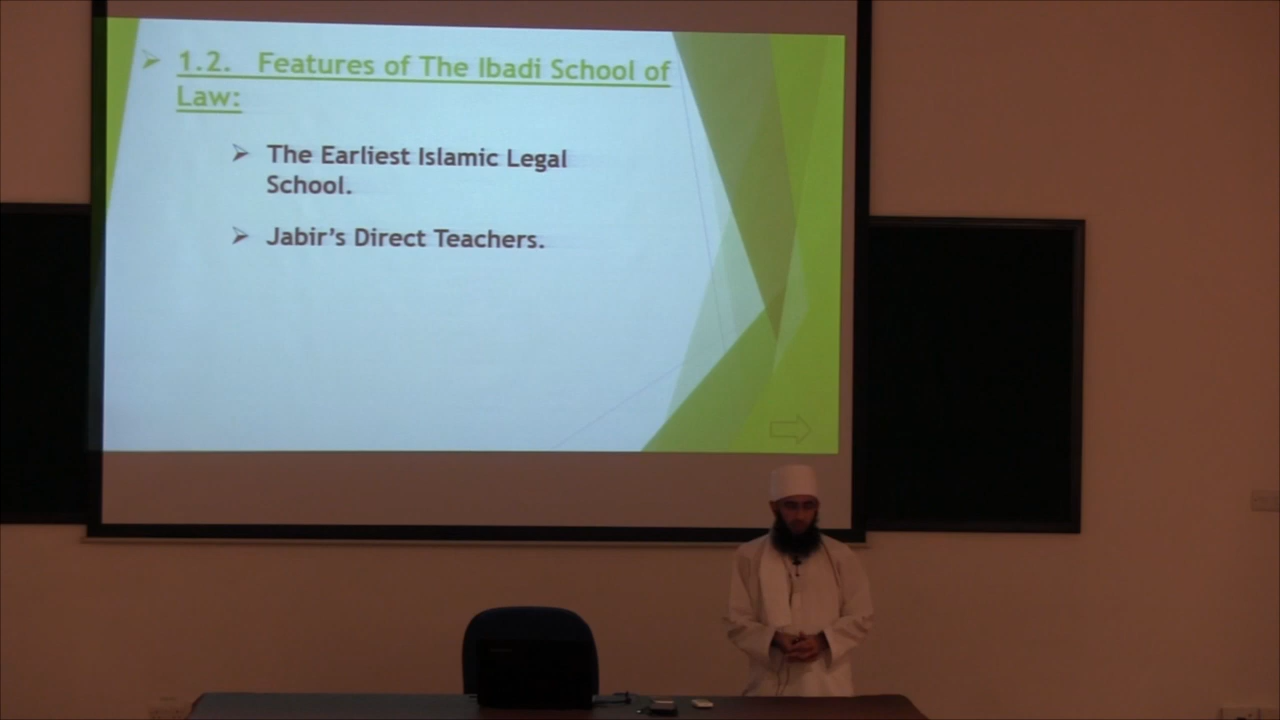 1.2. Features of The Ibadi School of
Law:
The Earliest Islamic Legal
School.
Jabir’s Direct Teachers.